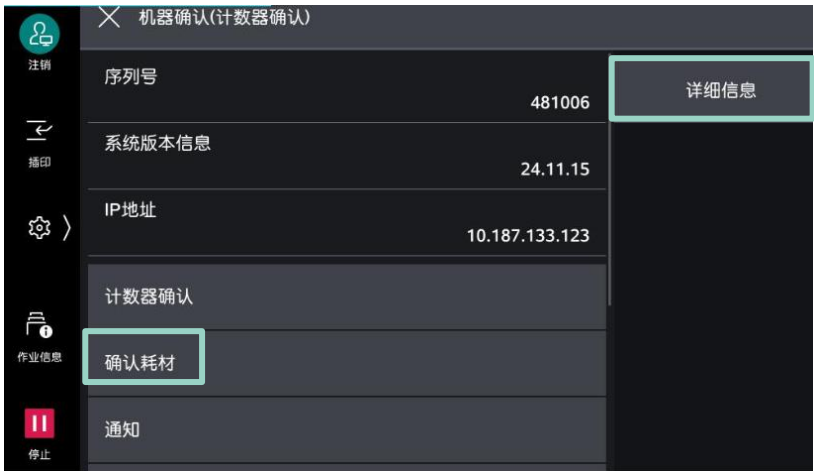 机器确认(计数器确认)
注销
序列号
481006
详细信息
系统版本信息
24.11.15
插印
IP地址
10.187.133.123
计数器确认
作业信息
确认耗材
通知
停止